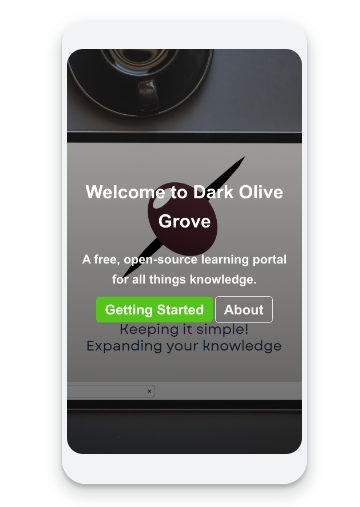 Welcome to Dark Olive
Grove
A free, open-source learning portal
for all things knowledge.
Getting Started About
Keeping it simple!
Expanding your knowledge